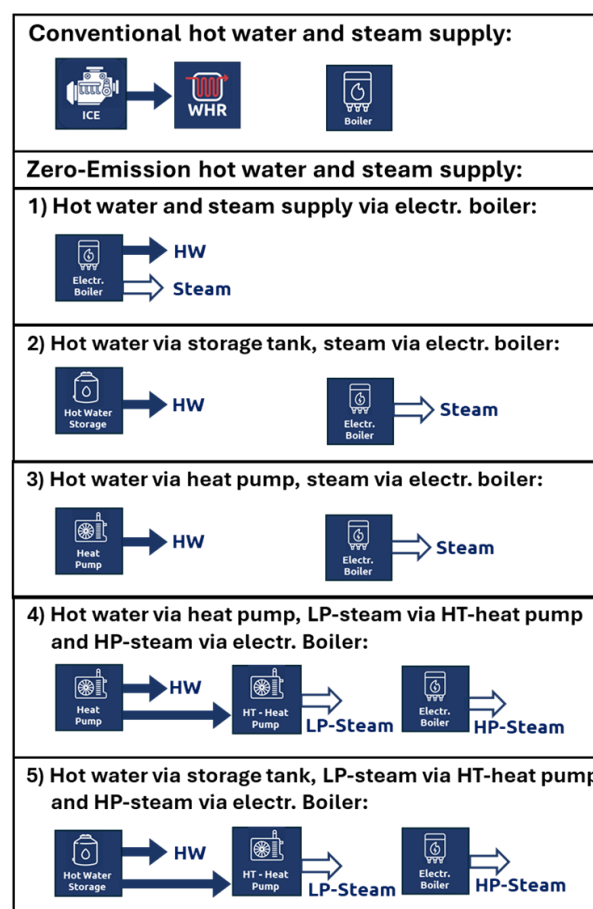 Conventional hot water and steam supply:
ICE
WHR
Boiler
Zero-Emission hot water and steam supply:
1) Hot water and steam supply via electr. boiler:
Electr.
Boiler
HW
Steam
2) Hot water via storage tank, steam via electr. boiler:
Hot Water
Storage
HW
Electr.
Boiler
Steam
3) Hot water via heat pump, steam via electr. boiler:
Heat
Pump
HW
Electr.
Boiler
Steam
4) Hot water via heat pump, LP-steam via HT-heat pump
and HP-steam via electr. Boiler:
Heat
Pump
HW
HT - Heat
Pump
LP-Steam
Electr.
Boiler
HP-Steam
5) Hot water via storage tank, LP-steam via HT-heat pump
and HP-steam via electr. Boiler:
Hot Water
Storage
HW
HT - Heat
Pump
LP-Steam
Electr.
Boiler
HP-Steam